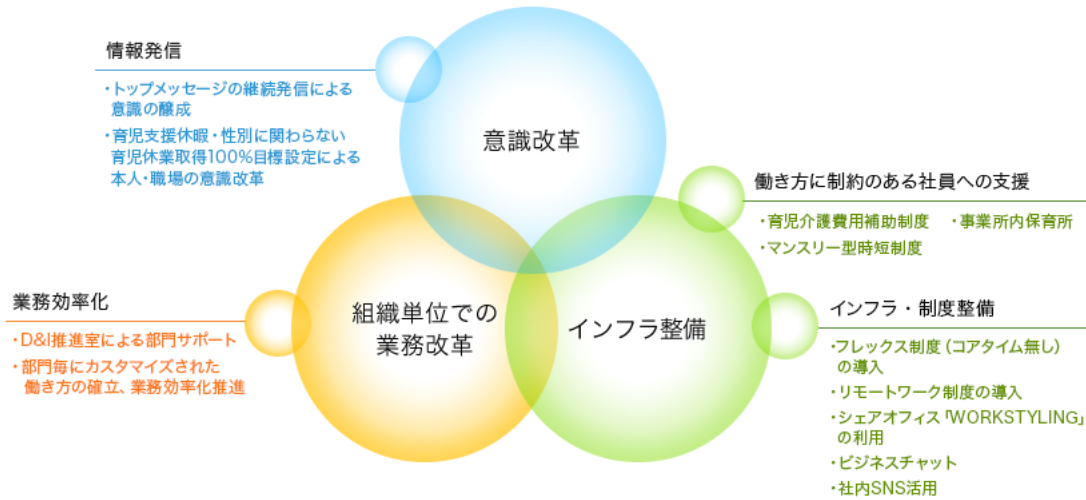 情報発信
・トップメッセージの継続発信による
意識の醸成
・育児支援休暇・性別に関わらない
育児休業取得100%目標設定による
本人・職場の意識改革
意識改革
働き方に制約のある社員への支援
・育児介護費用補助制度 ・事業所内保育所
・マンスリー型時短制度
業務効率化
・D&I推進室による部門サポート
・部門毎にカスタマイズされた
働き方の確立、業務効率化推進
組織単位での
業務改革
インフラ整備
インフラ・制度整備
・フレックス制度(コアタイム無し)
の導入
・リモートワーク制度の導入
・シェアオフィス「WORKSTYLING」
の利用
・ビジネスチャット
・社内SNS活用